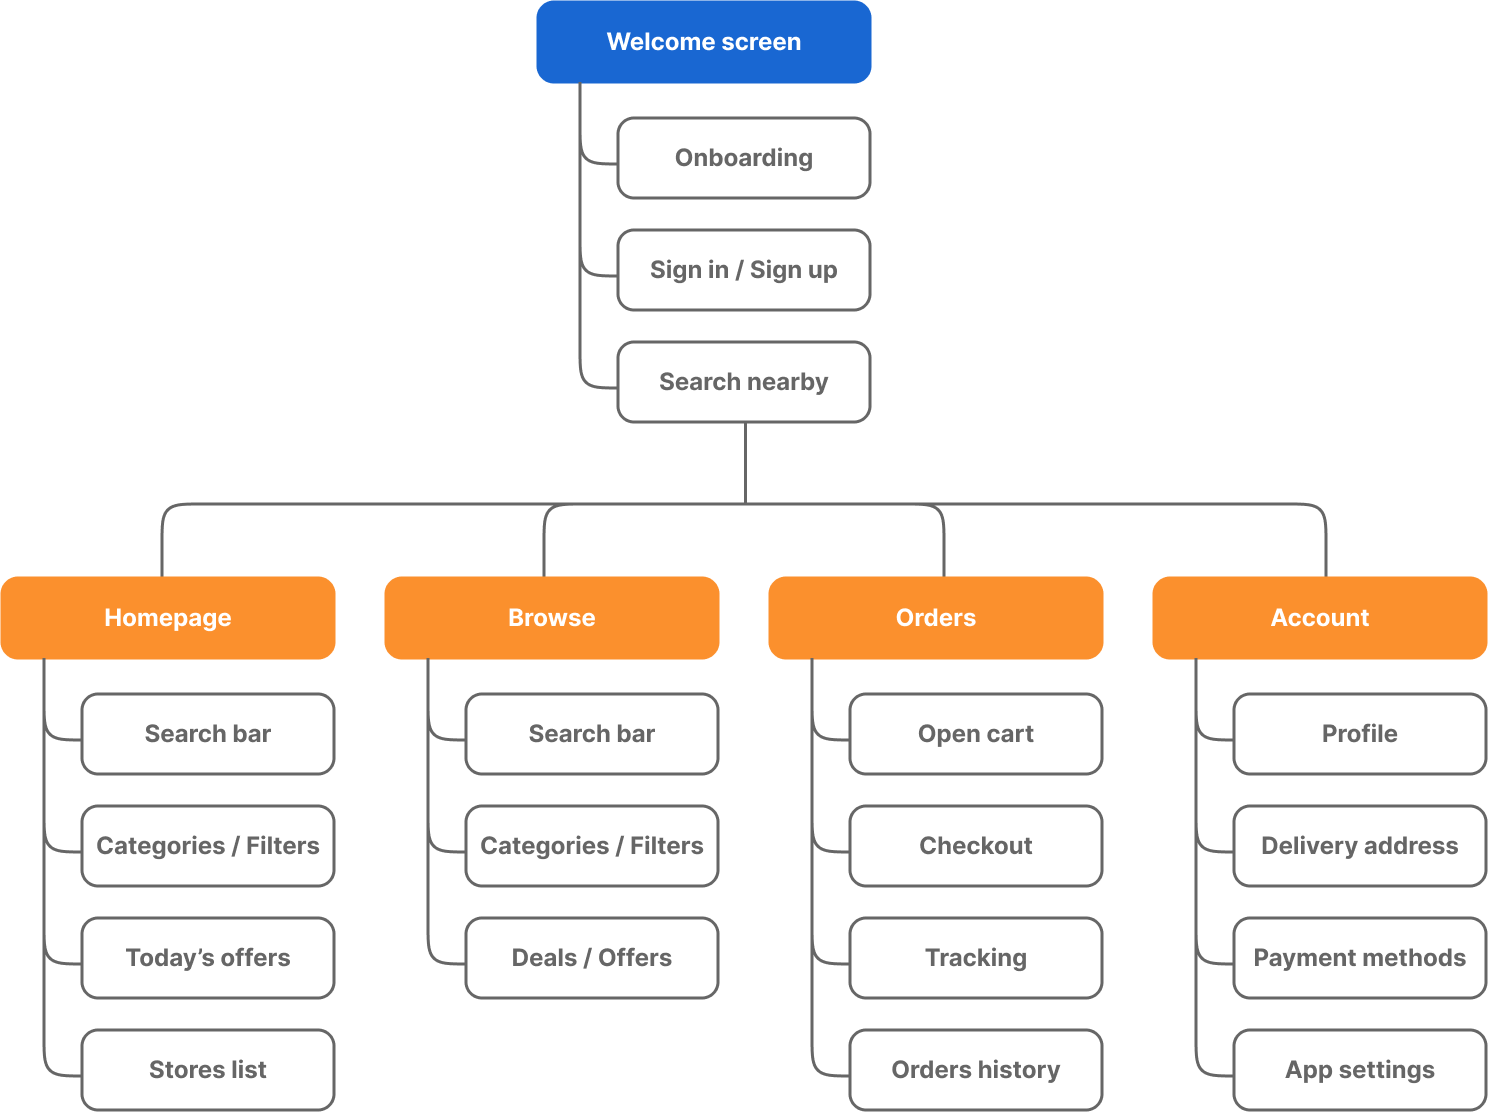 Welcome screen
Onboarding
Sign in / Sign up
Search nearby
Homepage
Search bar
Categories / Filters
Today’s offers
Stores list
Browse
Search bar
Categories / Filters
Deals / Offers
Orders
Open cart
Checkout
Tracking
Orders history
Account
Profile
Delivery address
Payment methods
App settings